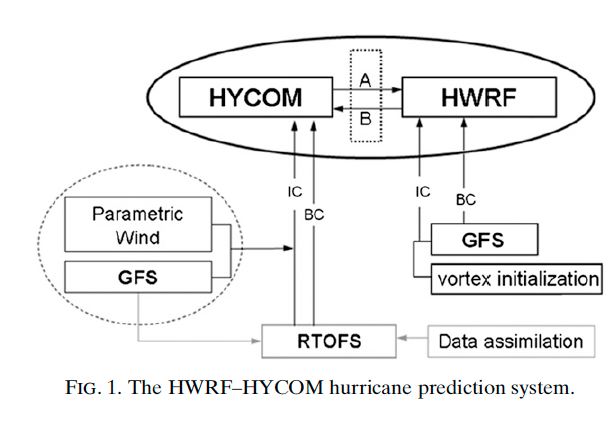 HYCOM
A
B
HWRF
IC
BC
IC
BC
Parametric
Wind
GFS
GFS
vortex initialization
RTOFS
Data assimilation
FIG. 1. The HWRF–HYCOM hurricane prediction system.